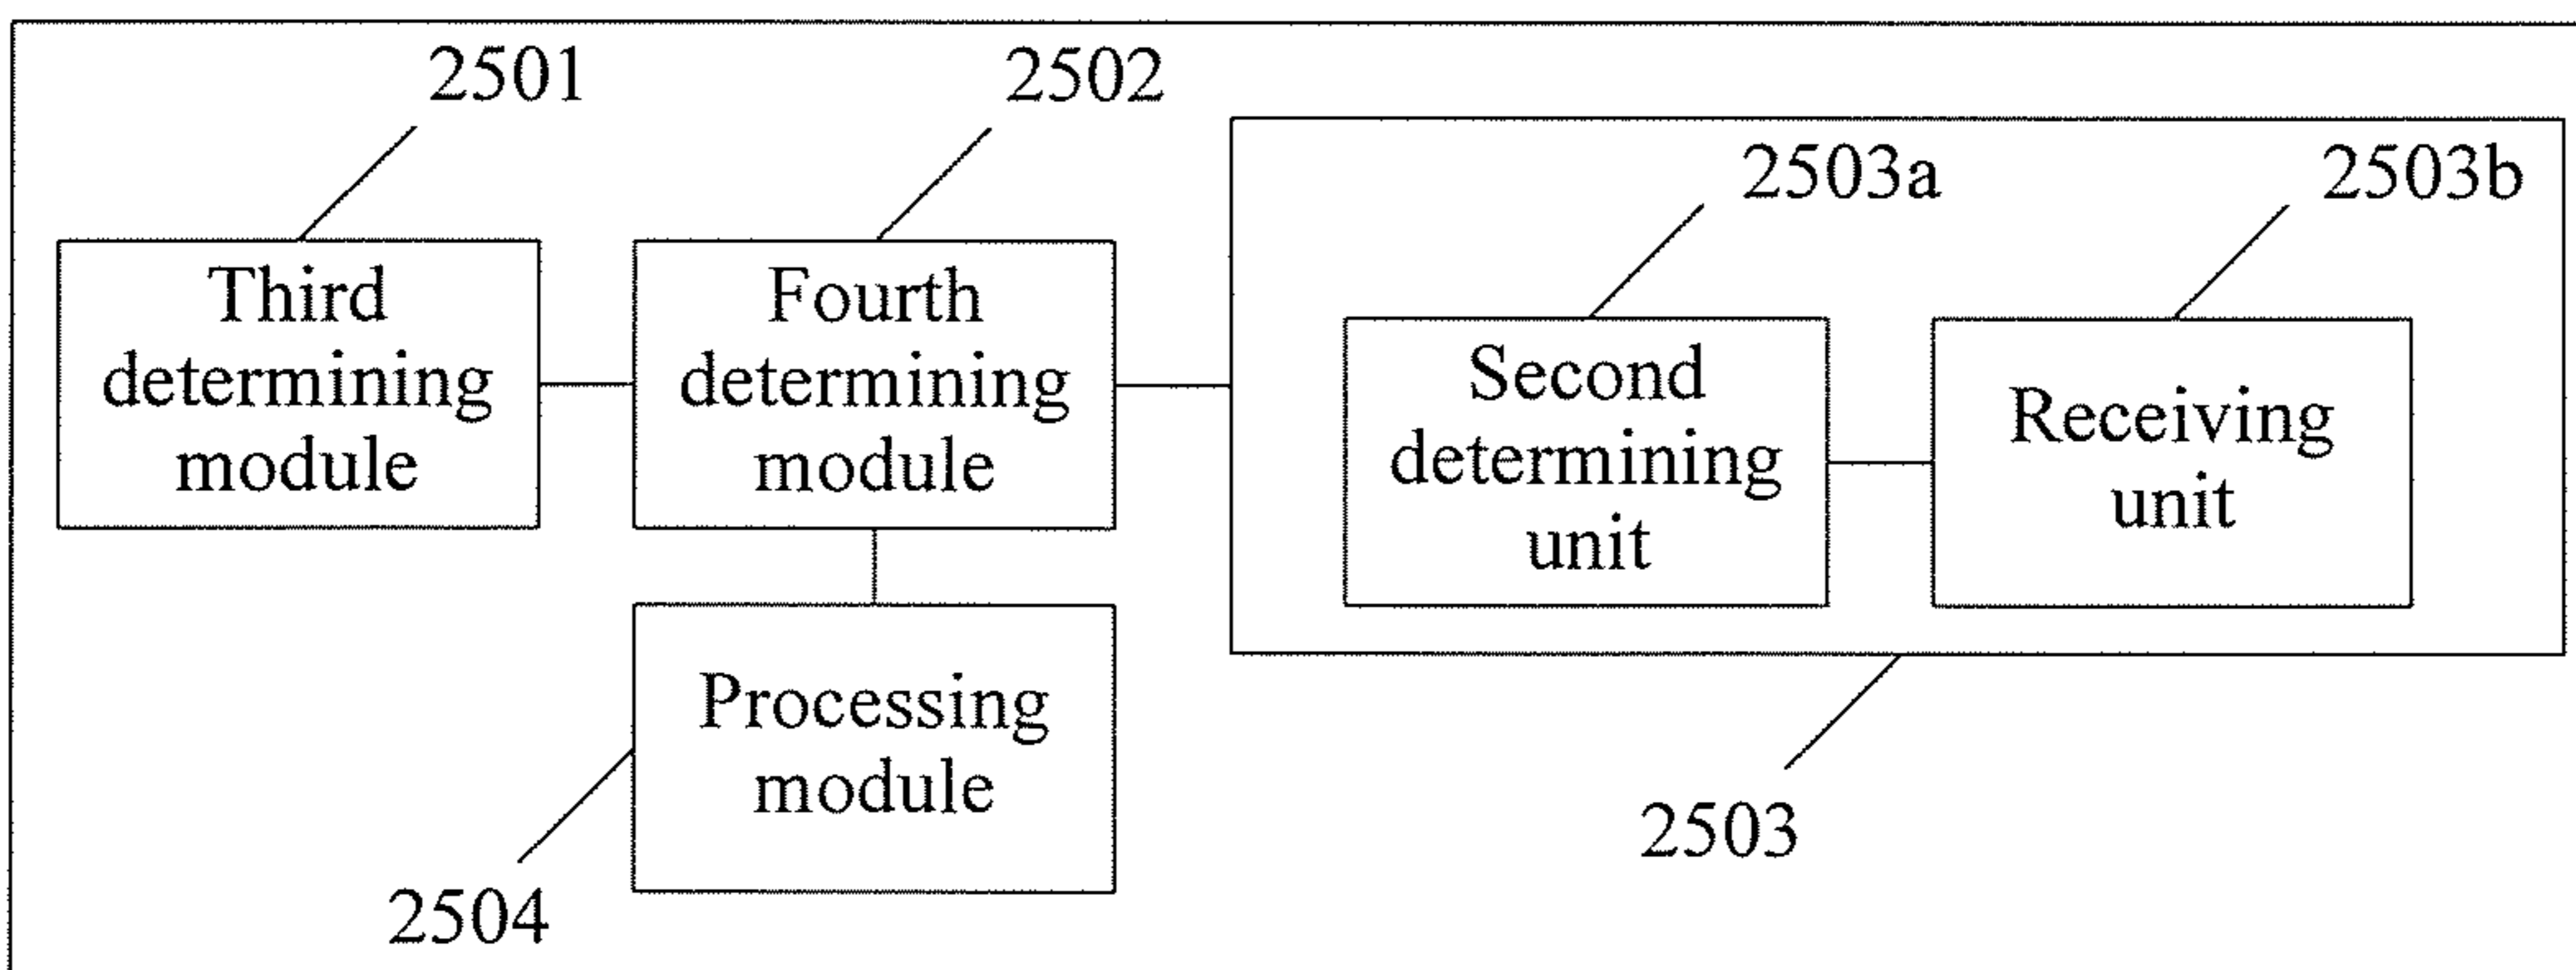 2501
2502
2503a
2503b
Third
determining
module
Fourth
determining
module
Second
determining
unit
Receiving
unit
Processing
module
2503
2504